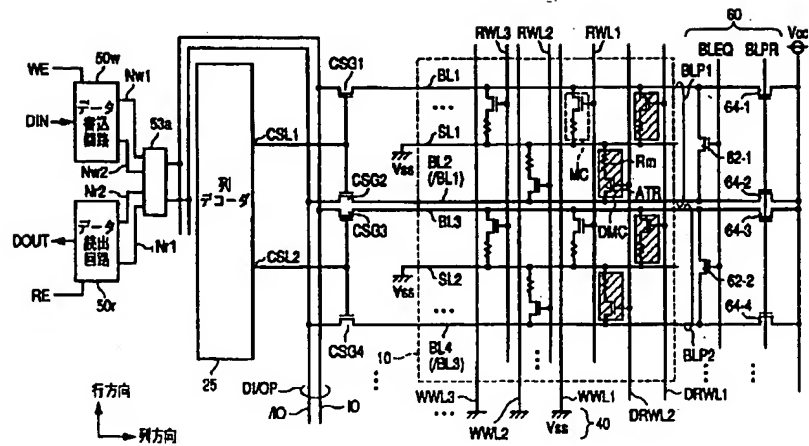 60
RWL3
RWL2
RWL1
BLEQ
BLPR
Vcc
50w
WE
DIN
Nw1
データ
書込
回路
53a
Nw2
Nr2
データ
読出
回路
DOUT
Nr1
RE
50r
列
デコーダ
25
CSG1
CSL1
CSG2
CSG3
CSL2
CSG4
BL1
...
SL1
Vss
BL2
(/BL1)
BL3
SL2
Vss
...
BL4
(/BL3)
10
MC
Rm
ATR
DMC
BLP1
BLP2
64-1
62-1
64-2
64-3
62-2
64-4
DI/OP
/IO
IO
WWL3
WWL2
Vss
WWL1
40
DRWL2
DRWL1
...
行方向
列方向